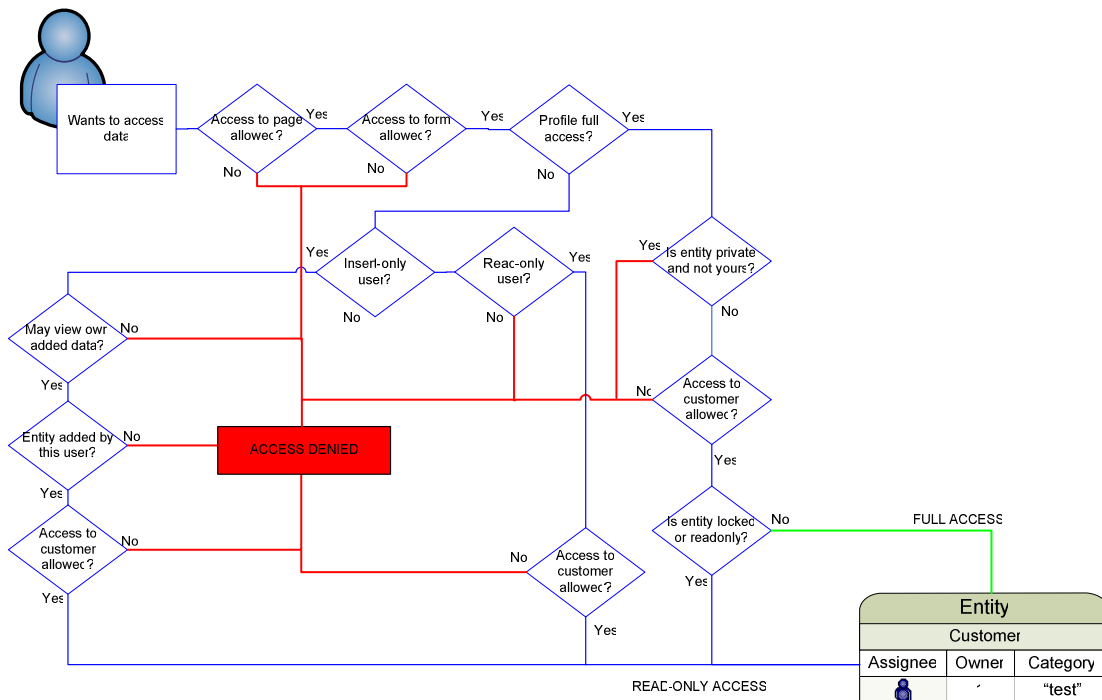 Wants to access
data
Access to page
allowed?
Yes
No
Access to form
allowed?
Yes
No
Profile full
access?
Yes
No
Insert-only
user?
Yes
No
Read-only
user?
Yes
No
Is entity private
and not yours?
Yes
No
May view own
added data?
No
Yes
Access to
customer
allowed?
No
Yes
Entity added by
this user?
No
Yes
ACCESS DENIED
Is entity locked
or readonly?
No
Yes
FULL ACCESS
Access to
customer
allowed?
No
Yes
Access to
customer
allowed?
No
Yes
READ-ONLY ACCESS
Entity
Customer
Assignee
Owner
Category
“test”